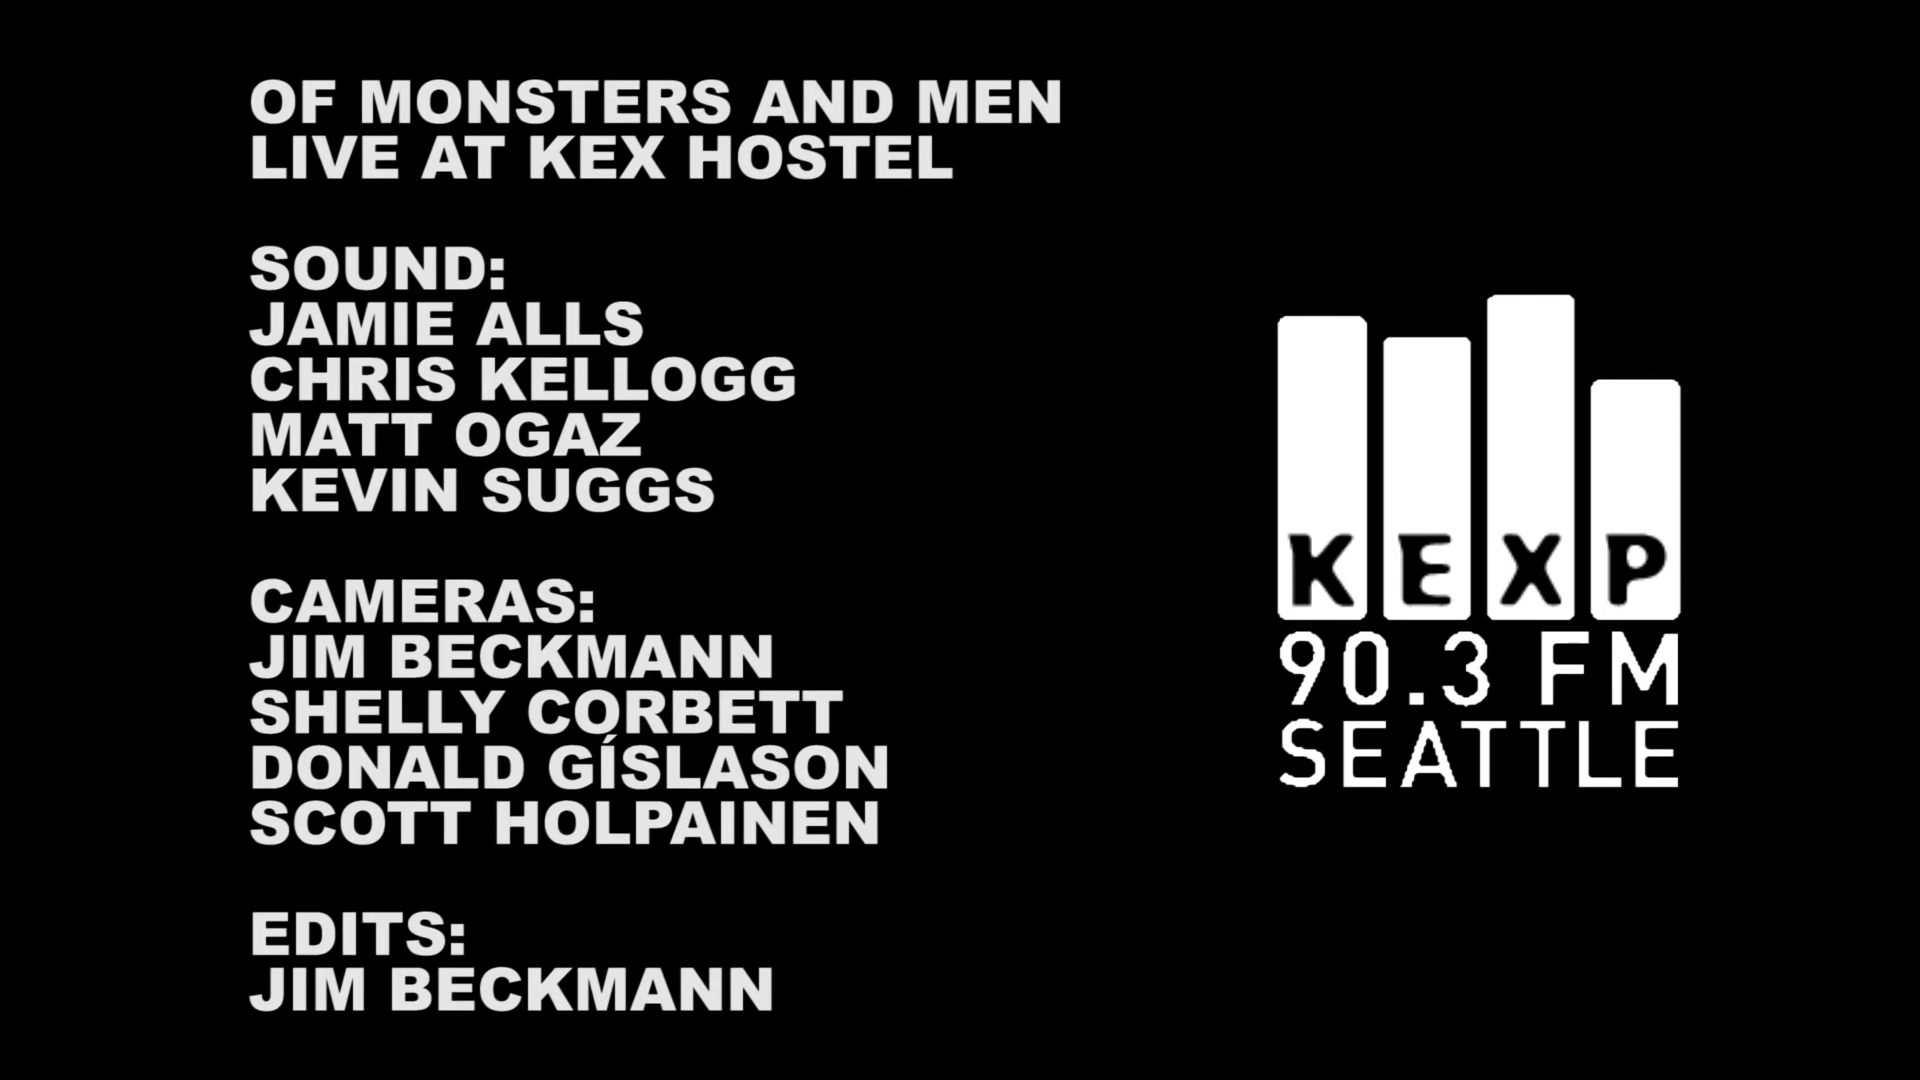 OF MONSTERS AND MEN
LIVE AT KEX HOSTEL
SOUND:
JAMIE ALLS
CHRIS KELLOGG
MATT OGAZ
KEVIN SUGGS
CAMERAS:
JIM BECKMANN
SHELLY CORBETT
DONALD GÍSLASON
SCOTT HOLPAINEN
EDITS:
JIM BECKMANN
KEXP
90.3 FM
SEATTLE